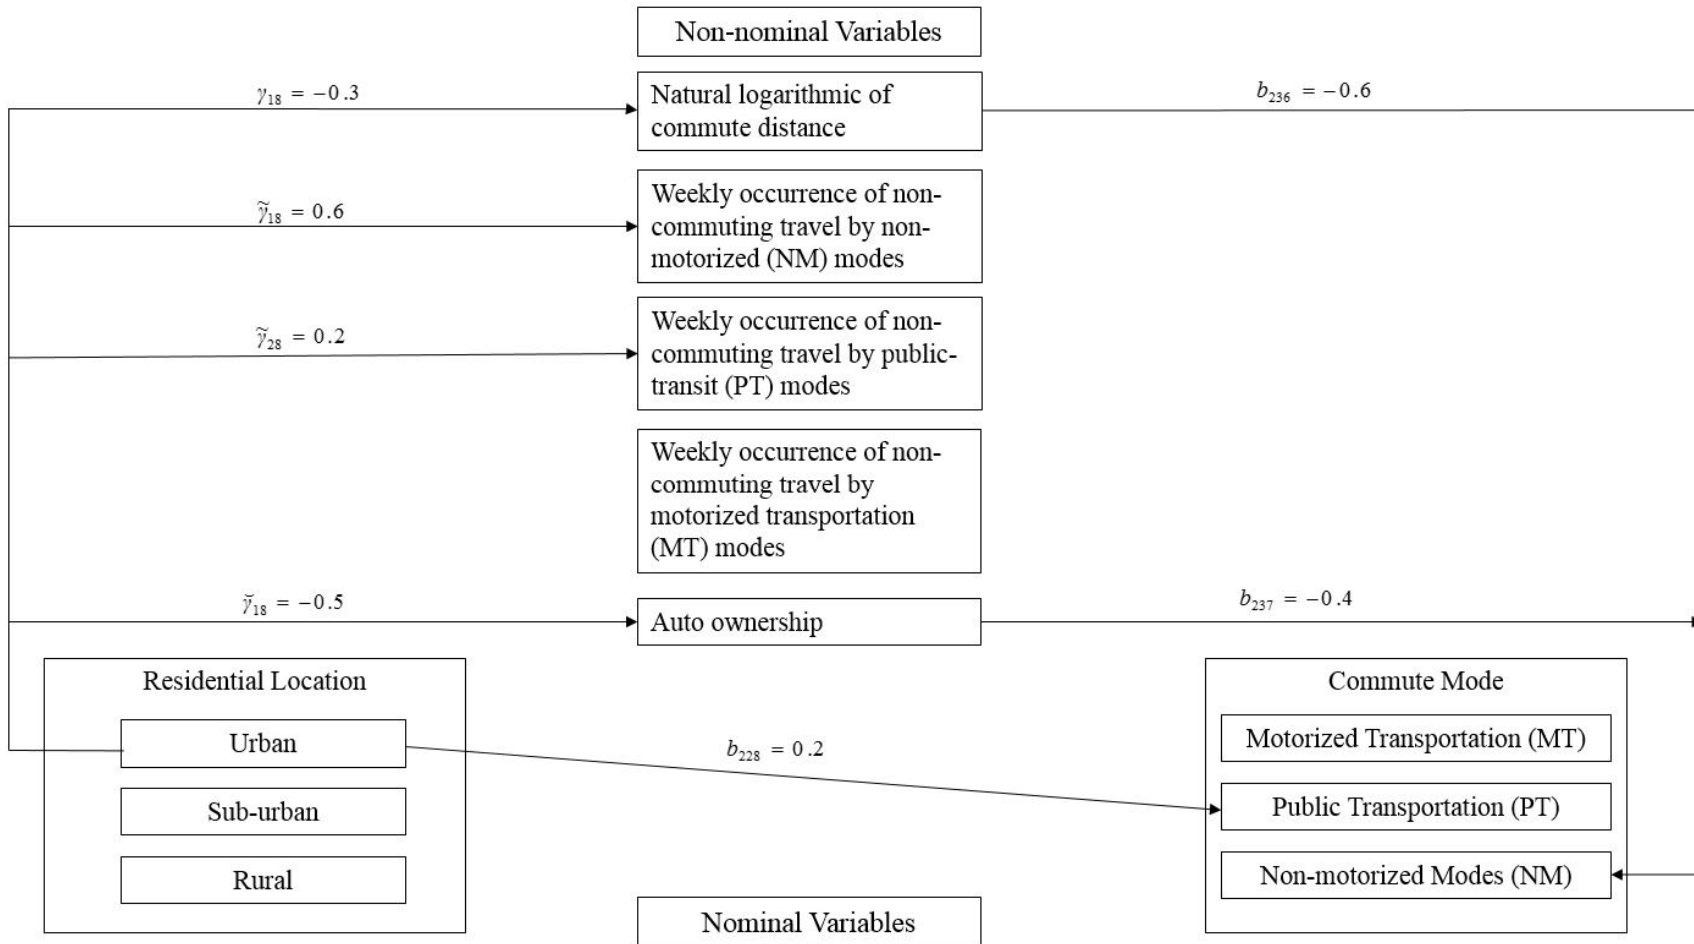 Non-nominal Variables
γ₁₈ = −0.3
Natural logarithmic of
commute distance
b₂₃₆ = −0.6
γ̃₁₈ = 0.6
Weekly occurrence of non-
commuting travel by non-
motorized (NM) modes
γ̃₂₈ = 0.2
Weekly occurrence of non-
commuting travel by public-
transit (PT) modes
Weekly occurrence of non-
commuting travel by
motorized transportation
(MT) modes
γ̆₁₈ = −0.5
Auto ownership
b₂₃₇ = −0.4
Residential Location
Urban
Sub-urban
Rural
b₂₂₈ = 0.2
Commute Mode
Motorized Transportation (MT)
Public Transportation (PT)
Non-motorized Modes (NM)
Nominal Variables